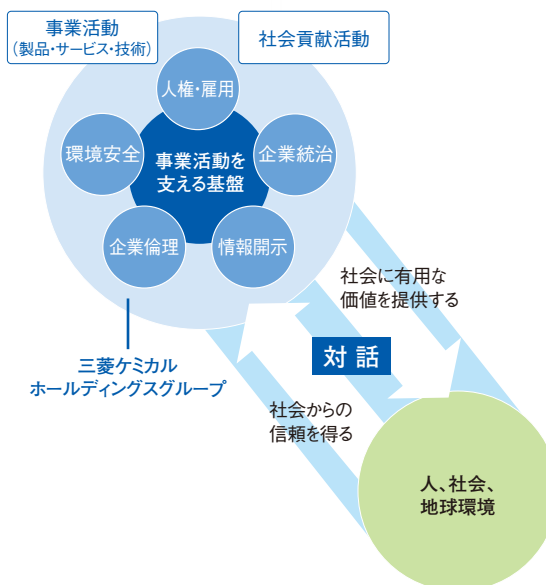 事業活動
（製品・サービス・技術）
社会貢献活動
人権・雇用
環境安全
事業活動を
支える基盤
企業統治
企業倫理
情報開示
社会に有用な
価値を提供する
対話
三菱ケミカル
ホールディングスグループ
社会からの
信頼を得る
人、社会、
地球環境